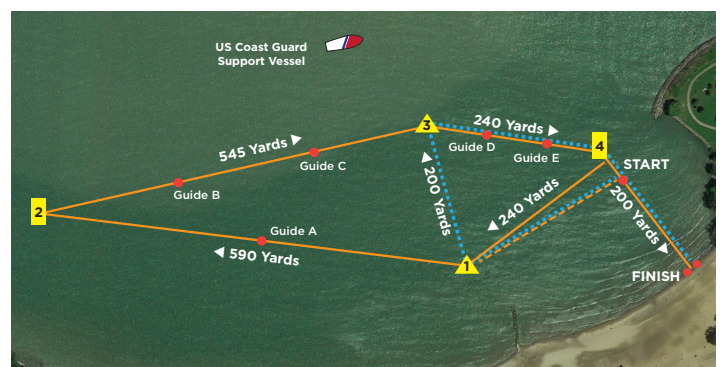 US Coast Guard
Support Vessel
3
240 Yards
4
545 Yards
Guide D
Guide E
Guide C
START
Guide B
200 Yards
240 Yards
200 Yards
2
Guide A
590 Yards
1
FINISH